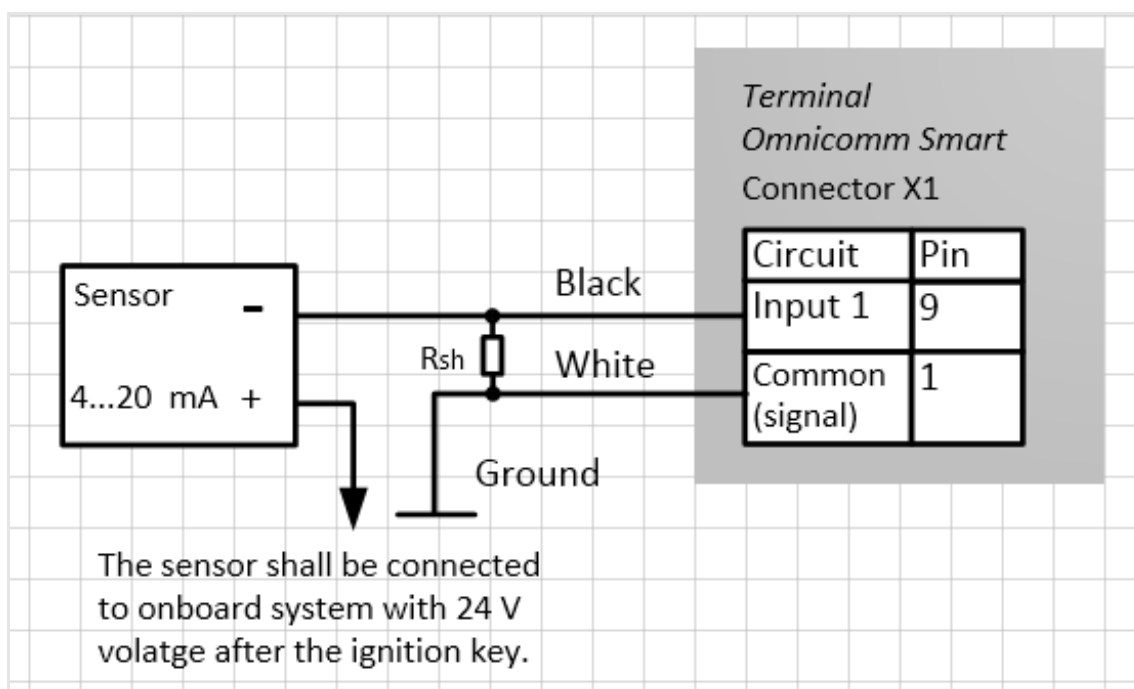 Terminal
Omnicomm Smart
Connector X1
Circuit Pin
Input 1 9
Common 1
(signal)
Black
White
Rsh
Sensor -
4...20 mA +
Ground
The sensor shall be connected
to onboard system with 24 V
volatge after the ignition key.